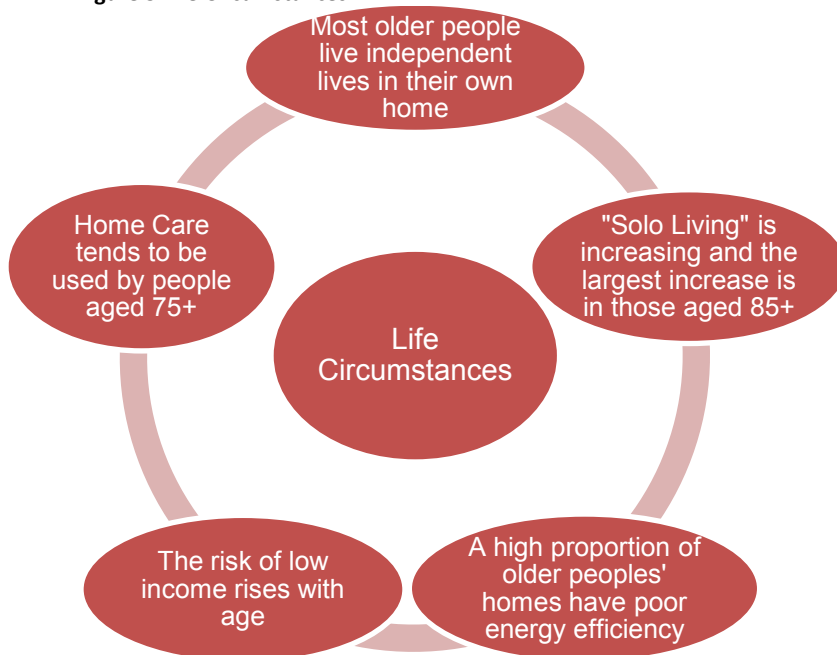 Most older people
live independent
lives in their own
home
"Solo Living" is
increasing and the
largest increase is
in those aged 85+
A high proportion of
older peoples'
homes have poor
energy efficiency
The risk of low
income rises with
age
Home Care
tends to be
used by people
aged 75+
Life
Circumstances